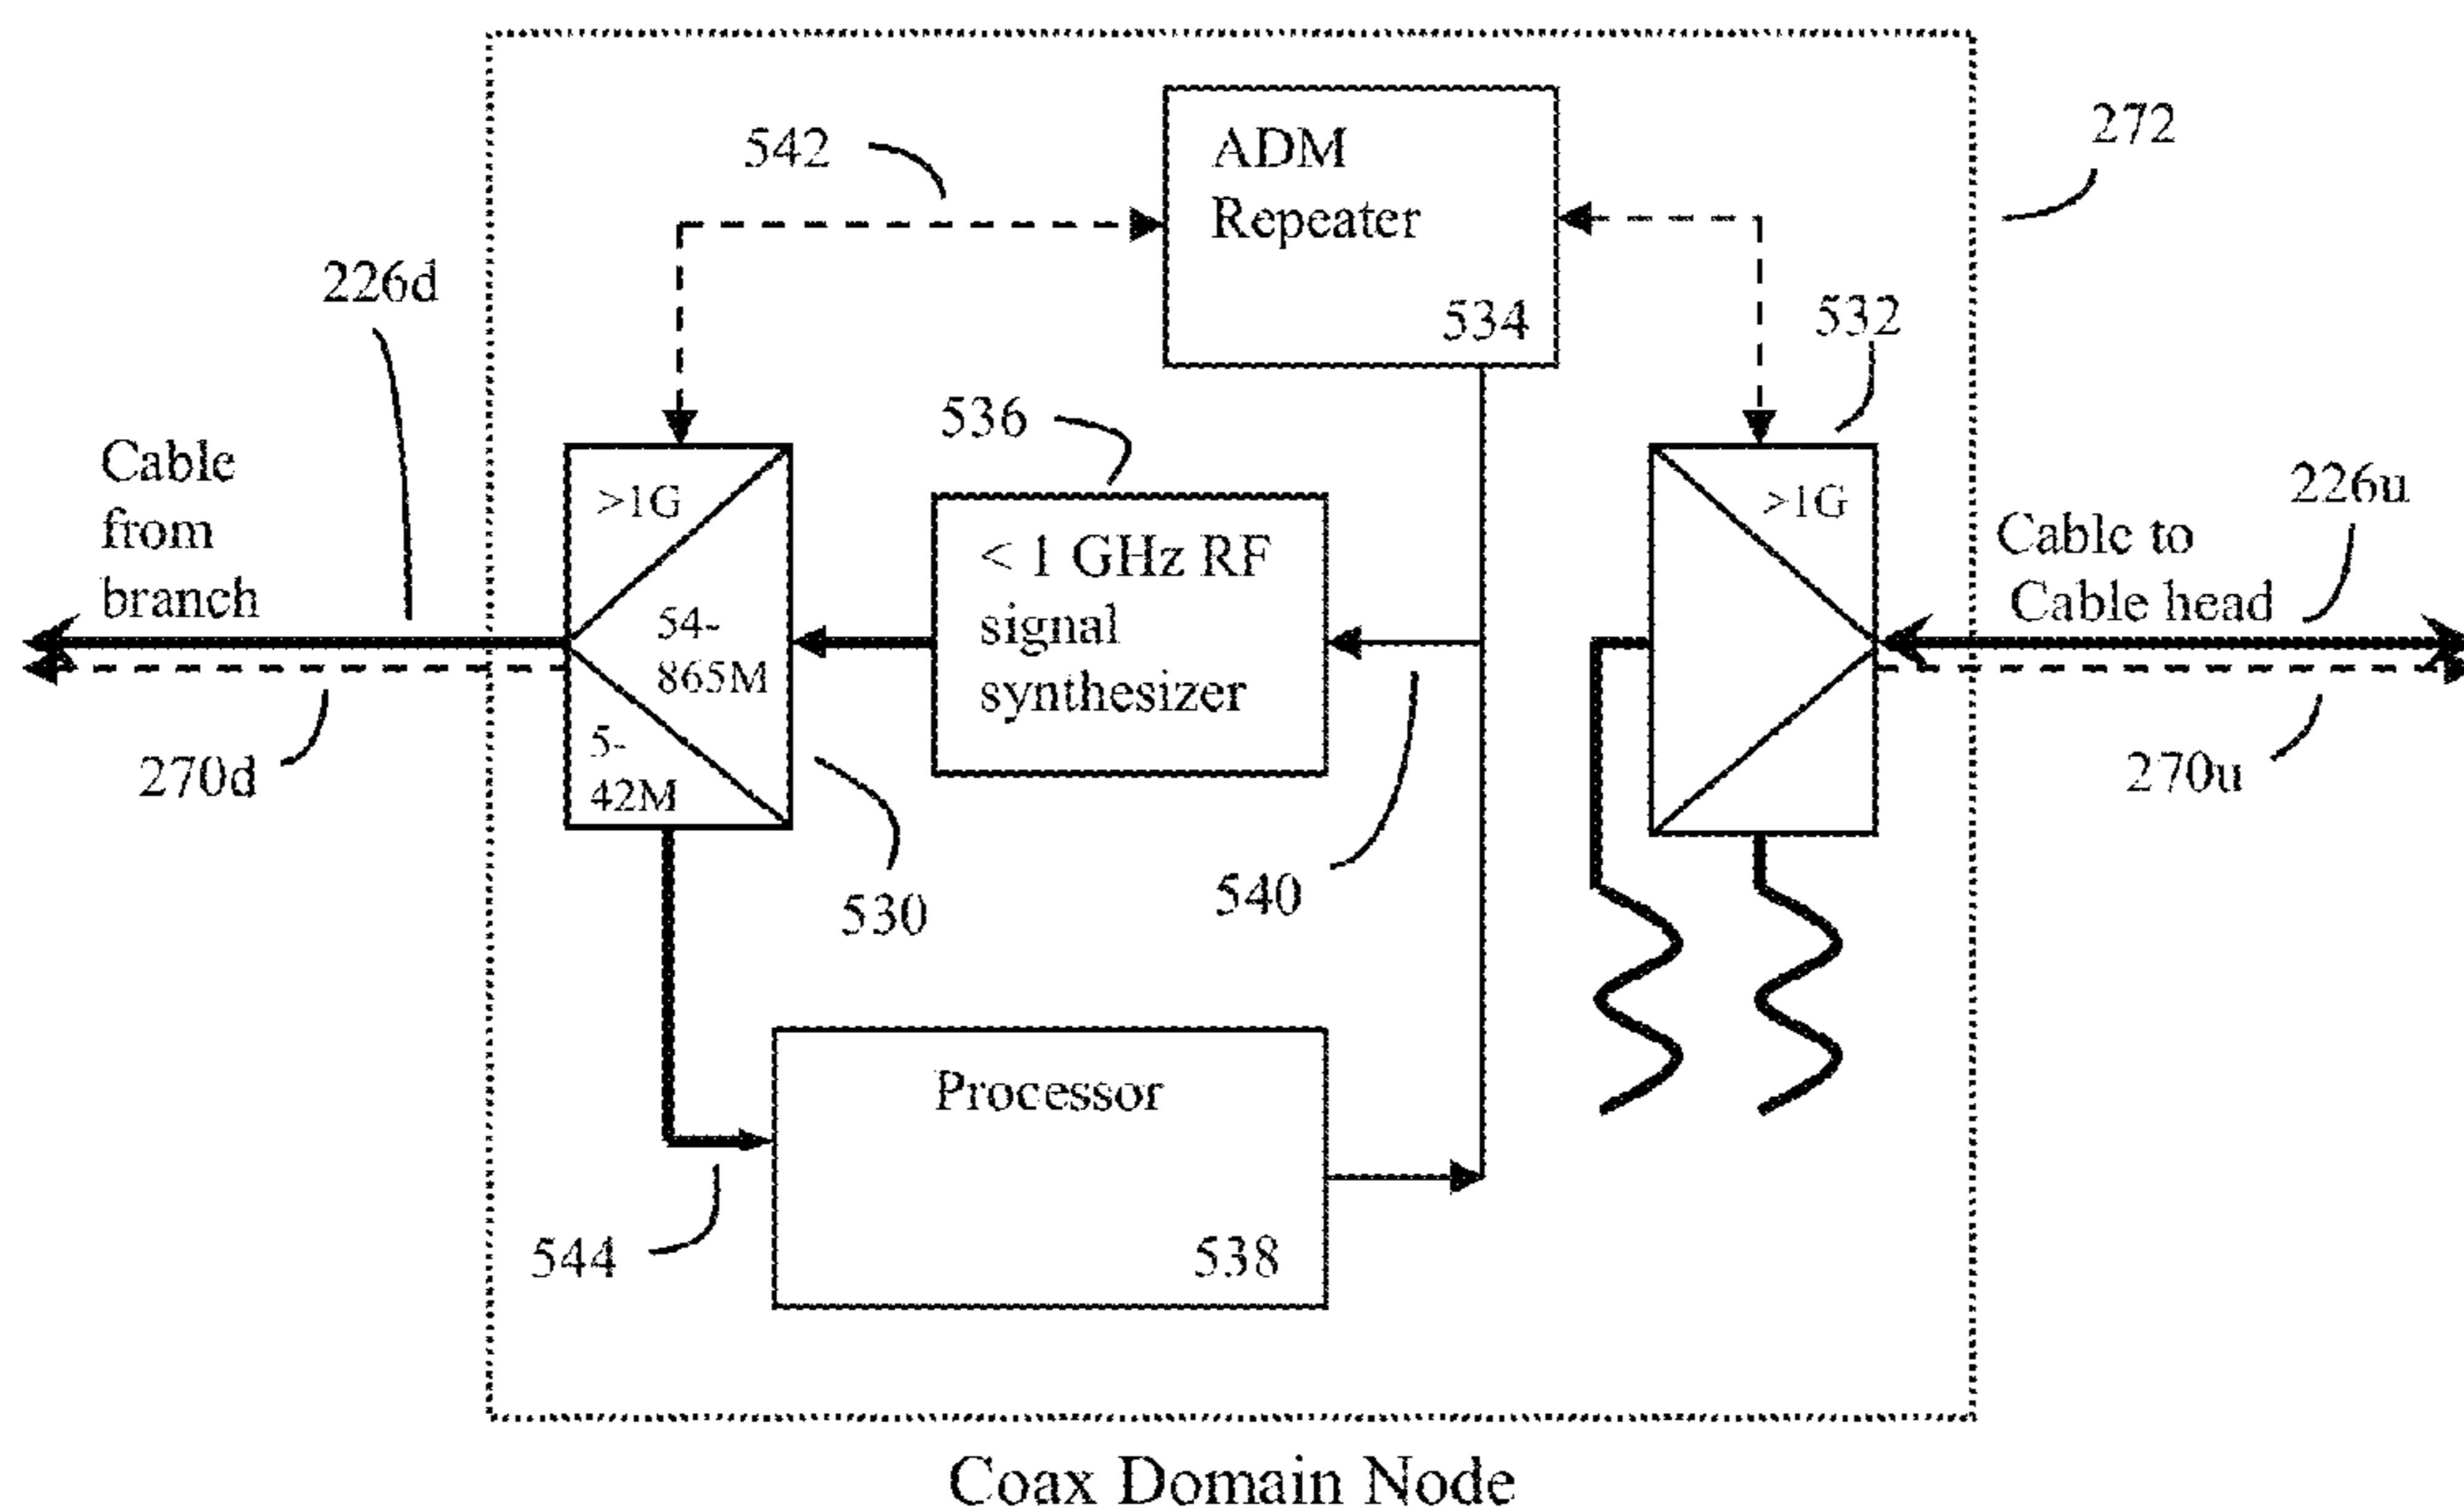 272
542
ADM
Repeater
534
226d
532
536
Cable
from
branch
>1G
54-
865M
5-
42M
< 1 GHz RF
signal
synthesizer
>1G
226u
Cable to
Cable head
270d
530
540
270u
Processor
538
544
Coax Domain Node